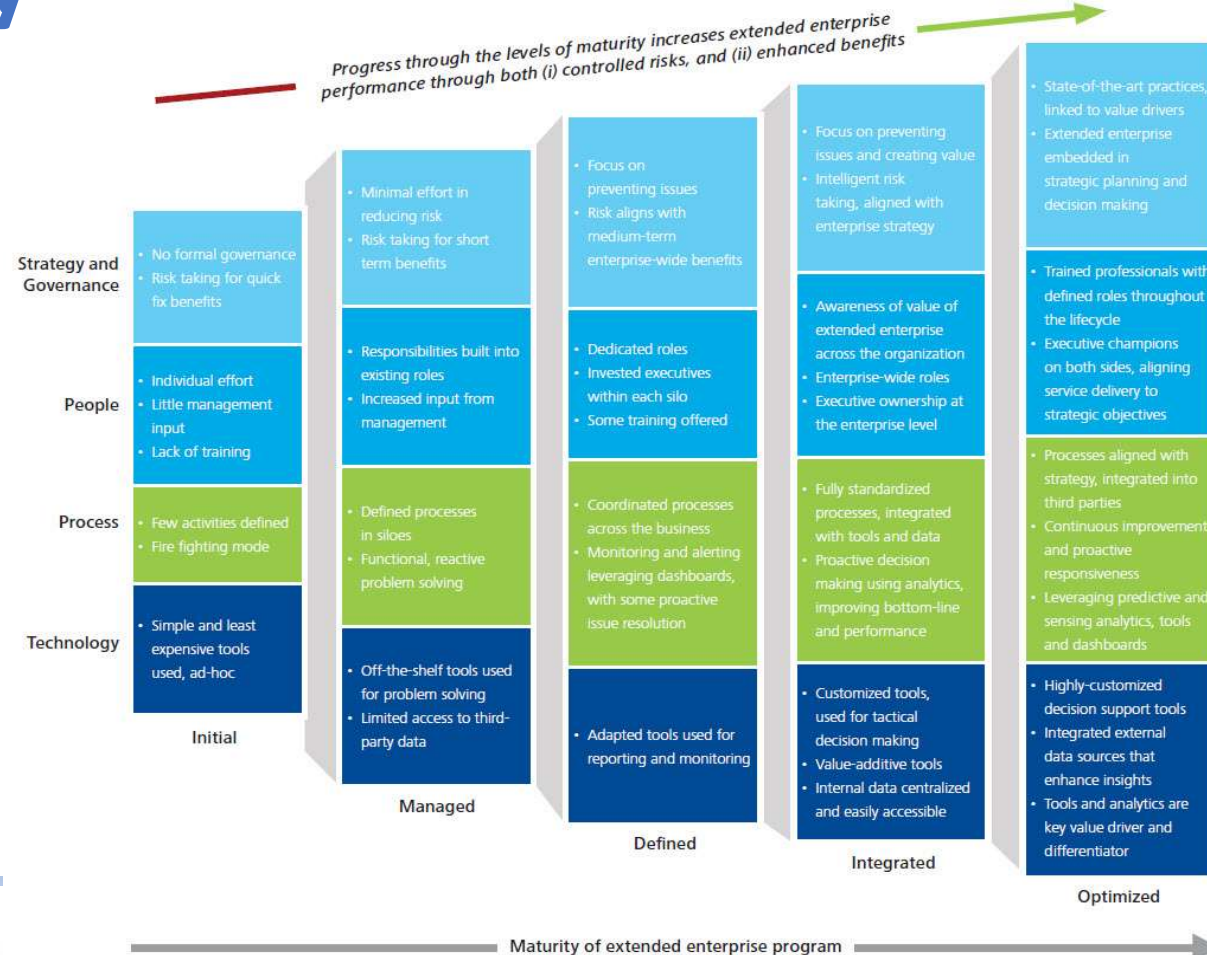 Progress through the levels of maturity increases extended enterprise
performance through both (i) controlled risks, and (ii) enhanced benefits
Strategy and
Governance
People
Process
Technology
• No formal governance
• Risk taking for quick
fix benefits
• Individual effort
• Little management
input
• Lack of training
• Few activities defined
• Fire fighting mode
• Simple and least
expensive tools
used, ad-hoc
Initial
• Minimal effort in
reducing risk
• Risk taking for short
term benefits
• Responsibilities built into
existing roles
• Increased input from
management
• Defined processes
in siloes
• Functional, reactive
problem solving
• Off-the-shelf tools used
for problem solving
• Limited access to third-
party data
Managed
• Focus on
preventing issues
• Risk aligns with
medium-term
enterprise-wide benefits
• Dedicated roles
• Invested executives
within each silo
• Some training offered
• Coordinated processes
across the business
• Monitoring and alerting
leveraging dashboards,
with some proactive
issue resolution
• Adapted tools used for
reporting and monitoring
Defined
• Focus on preventing
issues and creating value
• Intelligent risk
taking, aligned with
enterprise strategy
• Awareness of value of
extended enterprise
across the organization
• Enterprise-wide roles
• Executive ownership at
the enterprise level
• Fully standardized
processes, integrated
with tools and data
• Proactive decision
making using analytics,
improving bottom-line
and performance
• Customized tools,
used for tactical
decision making
• Value-additive tools
• Internal data centralized
and easily accessible
Integrated
• State-of-the-art practices,
linked to value drivers
• Extended enterprise
embedded in
strategic planning and
decision making
• Trained professionals with
defined roles throughout
the lifecycle
• Executive champions
on both sides, aligning
service delivery to
strategic objectives
• Processes aligned with
strategy, integrated into
third parties
• Continuous improvement
and proactive
responsiveness
• Leveraging predictive and
sensing analytics, tools
and dashboards
• Highly-customized
decision support tools
• Integrated external
data sources that
enhance insights
• Tools and analytics are
key value driver and
differentiator
Optimized
Maturity of extended enterprise program